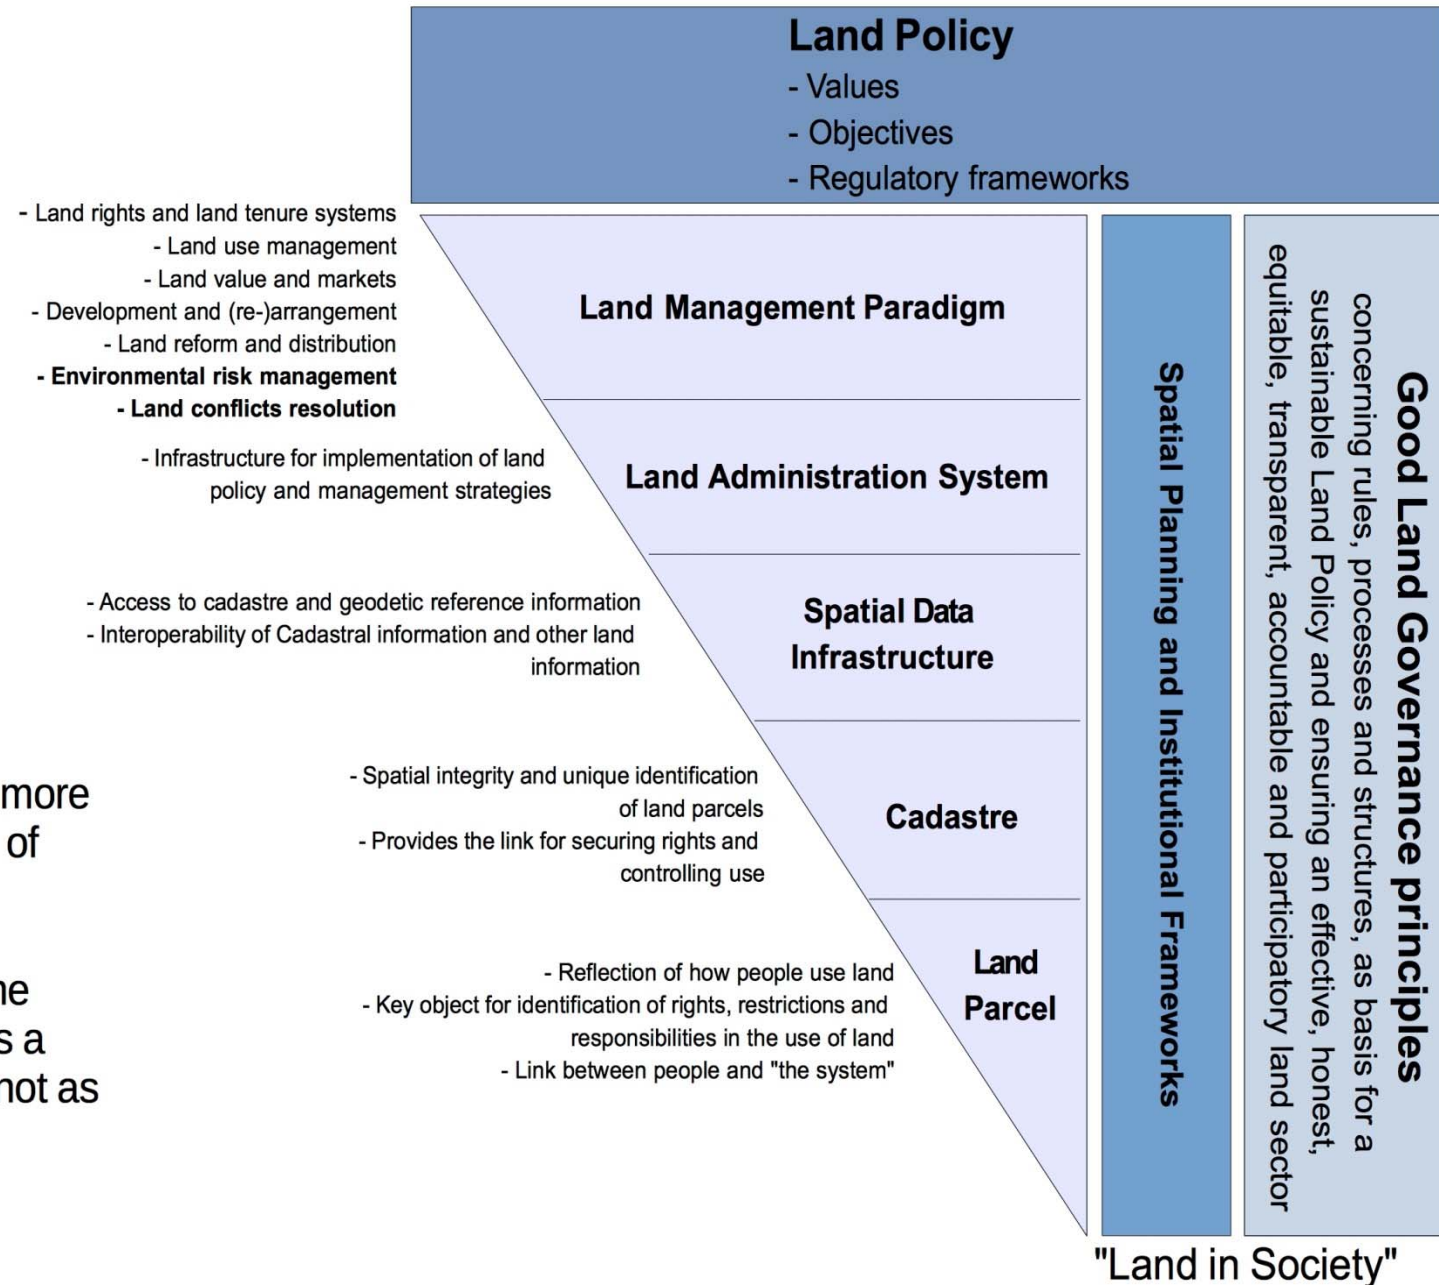 Land Policy
- Values
- Objectives
- Regulatory frameworks
- Land rights and land tenure systems
- Land use management
- Land value and markets
- Development and (re-)arrangement
- Land reform and distribution
- Environmental risk management
- Land conflicts resolution
Land Management Paradigm
- Infrastructure for implementation of land
policy and management strategies
Land Administration System
- Access to cadastre and geodetic reference information
- Interoperability of Cadastral information and other land
information
Spatial Data
Infrastructure
- Spatial integrity and unique identification
of land parcels
- Provides the link for securing rights and
controlling use
Cadastre
- Reflection of how people use land
- Key object for identification of rights, restrictions and
responsibilities in the use of land
- Link between people and "the system"
Land
Parcel
more
of
s a
not as
Spatial Planning and Institutional Frameworks
Good Land Governance principles
concerning rules, processes and structures, as basis for a
sustainable Land Policy and ensuring an effective, honest,
equitable, transparent, accountable and participatory land sector
"Land in Society"